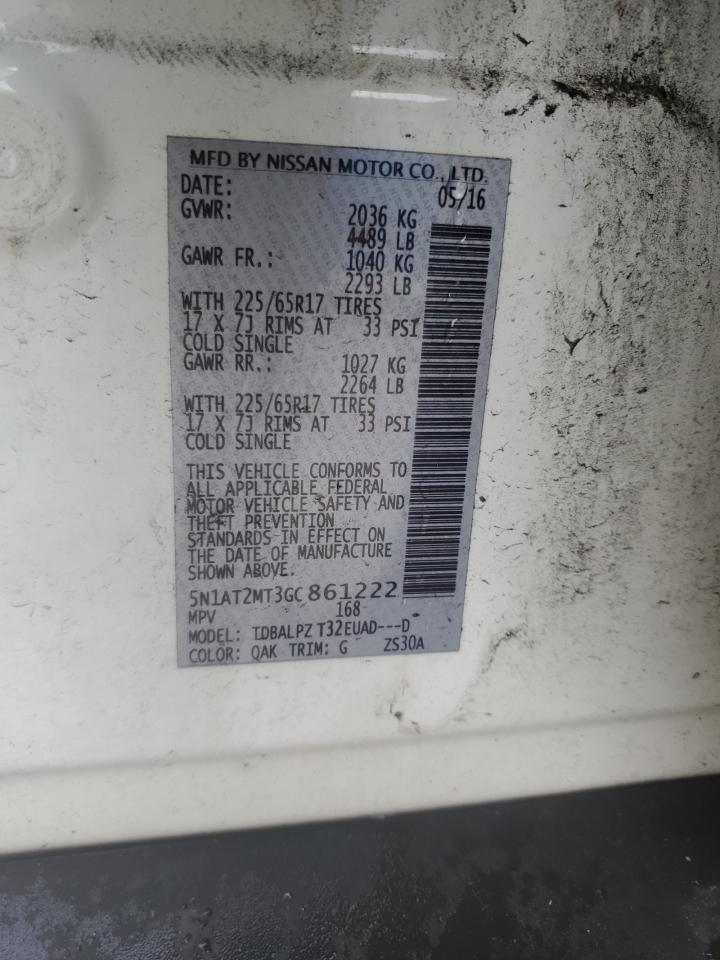 MFD BY NISSAN MOTOR CO., LTD.
DATE: 05/16
GVWR: 2036 KG
4489 LB
GAWR FR.: 1040 KG
2293 LB
WITH 225/65R17 TIRES
17 X 7J RIMS AT 33 PSI
COLD SINGLE
GAWR RR.: 1027 KG
2264 LB
WITH 225/65R17 TIRES
17 X 7J RIMS AT 33 PSI
COLD SINGLE
THIS VEHICLE CONFORMS TO
ALL APPLICABLE FEDERAL
MOTOR VEHICLE SAFETY AND
THEFT PREVENTION
STANDARDS IN EFFECT ON
THE DATE OF MANUFACTURE
SHOWN ABOVE.
5N1AT2MT3GC861222
MPV 168
MODEL: TDBALPZ T32EUAD---D
COLOR: QAK TRIM: G ZS30A